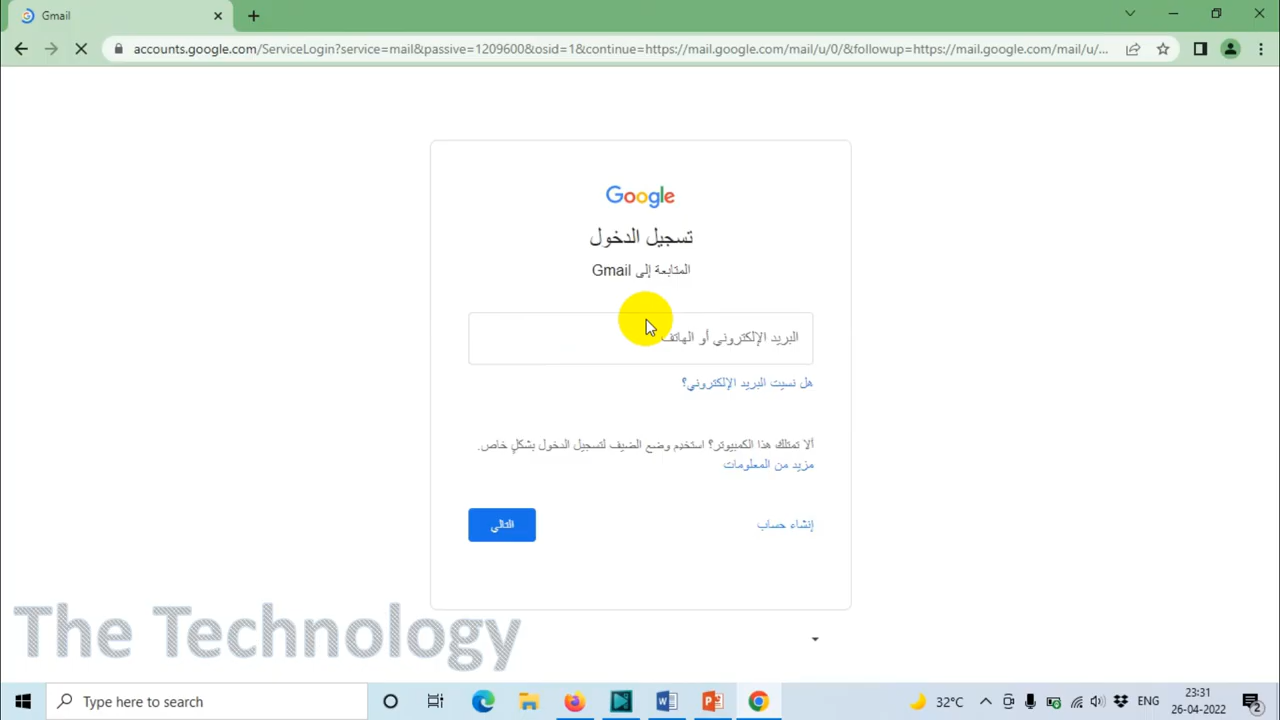 Gmail
accounts.google.com/ServiceLogin?service=mail&passive=1209600&osid=1&continue=https://mail.google.com/mail/u/0/&followup=https://mail.google.com/mail/u/...
Google
تسجيل الدخول
المتابعة إلى Gmail
البريد الإلكتروني أو الهاتف
هل نسيت البريد الإلكتروني؟
ألا تمتلك هذا الكمبيوتر؟ استخدِم وضع الضيف لتسجيل الدخول بشكلٍ خاص.
مزيد من المعلومات
التالي
إنشاء حساب
The Technology
Type here to search
32°C
ENG
23:31
26-04-2022
2